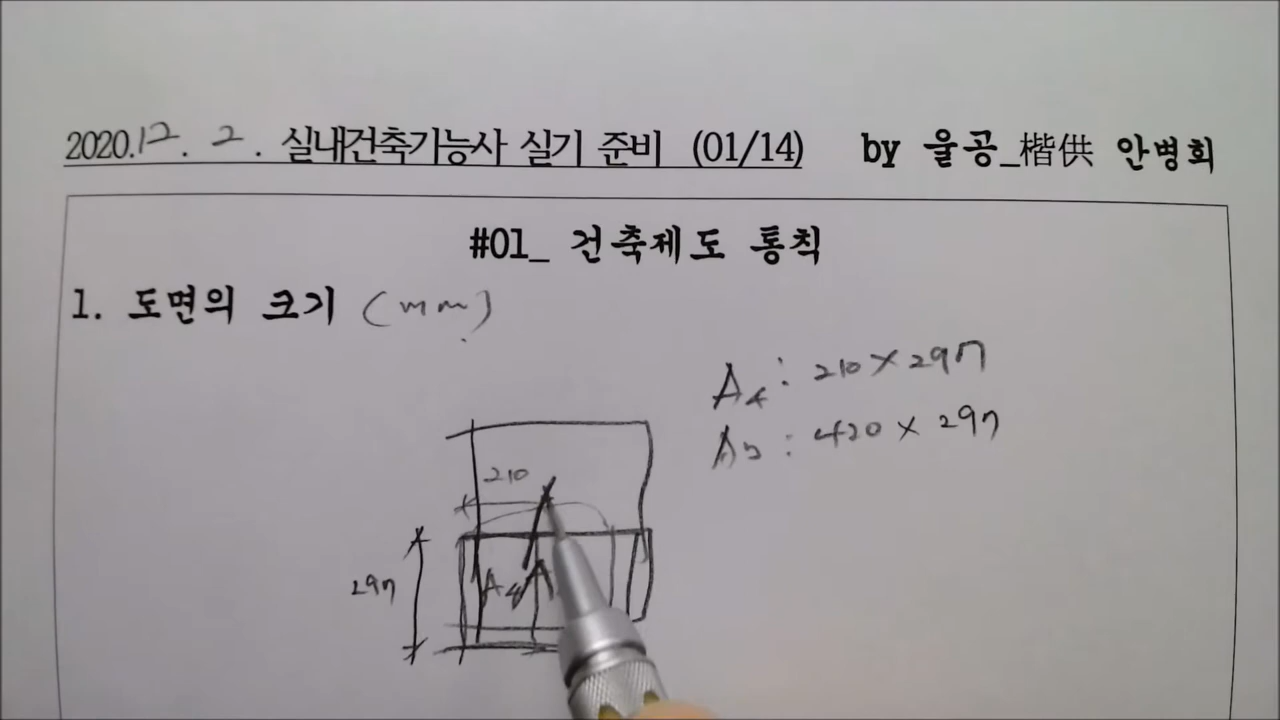 2020.12.2. 실내건축기능사 실기 준비 (01/14) by 율공_楷供 안병회
#01_ 건축제도 통칙
1. 도면의 크기 (mm)
A4 : 210 × 297
A3 : 420 × 297
210
297
A4 A